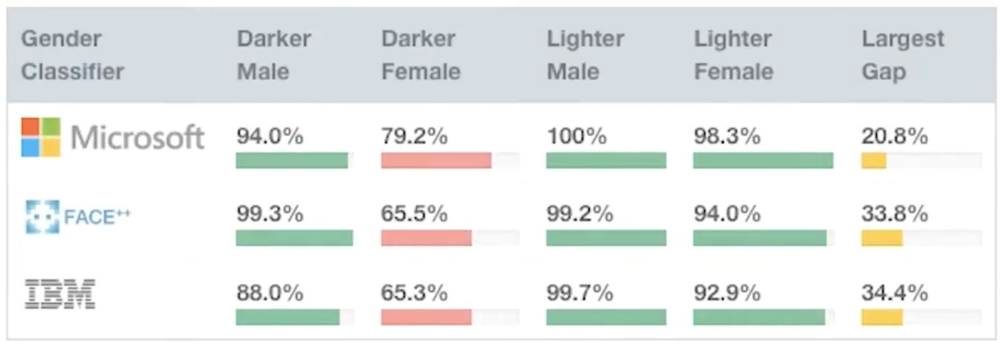 Gender Classifier Darker Male Darker Female Lighter Male Lighter Female Largest Gap
Microsoft 94.0% 79.2% 100% 98.3% 20.8%
FACE++ 99.3% 65.5% 99.2% 94.0% 33.8%
IBM 88.0% 65.3% 99.7% 92.9% 34.4%